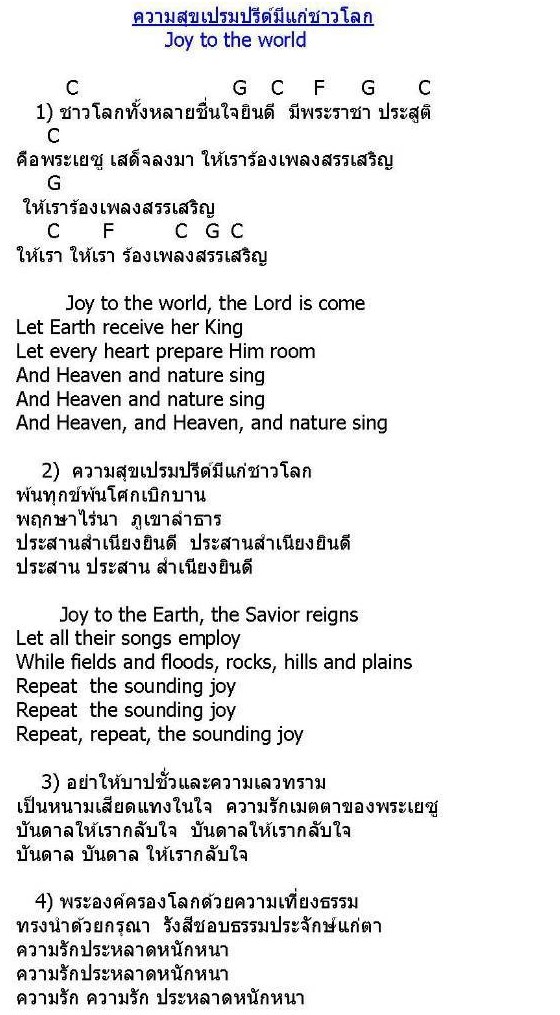 ความสุขเปรมปรีด์มีแก่ชาวโลก
Joy to the world
C G C F G C
1) ชาวโลกทั้งหลายชื่นใจยินดี มีพระราชา ประสูติ
C
คือพระเยซู เสด็จลงมา ให้เราร้องเพลงสรรเสริญ
G
ให้เราร้องเพลงสรรเสริญ
C F C G C
ให้เรา ให้เรา ร้องเพลงสรรเสริญ
Joy to the world, the Lord is come
Let Earth receive her King
Let every heart prepare Him room
And Heaven and nature sing
And Heaven and nature sing
And Heaven, and Heaven, and nature sing
2) ความสุขเปรมปรีด์มีแก่ชาวโลก
พ้นทุกข์พ้นโศกเบิกบาน
พฤกษาไร่นา ภูเขาลำธาร
ประสานสำเนียงยินดี ประสานสำเนียงยินดี
ประสาน ประสาน สำเนียงยินดี
Joy to the Earth, the Savior reigns
Let all their songs employ
While fields and floods, rocks, hills and plains
Repeat the sounding joy
Repeat the sounding joy
Repeat, repeat, the sounding joy
3) อย่าให้บาปชั่วและความเลวทราม
เป็นหนามเสียดแทงในใจ ความรักเมตตาของพระเยซู
บันดาลให้เรากลับใจ บันดาลให้เรากลับใจ
บันดาล บันดาล ให้เรากลับใจ
4) พระองค์ครองโลกด้วยความเที่ยงธรรม
ทรงนำด้วยกรุณา รังสีชอบธรรมประจักษ์แก่ตา
ความรักประหลาดหนักหนา
ความรักประหลาดหนักหนา
ความรัก ความรัก ประหลาดหนักหนา